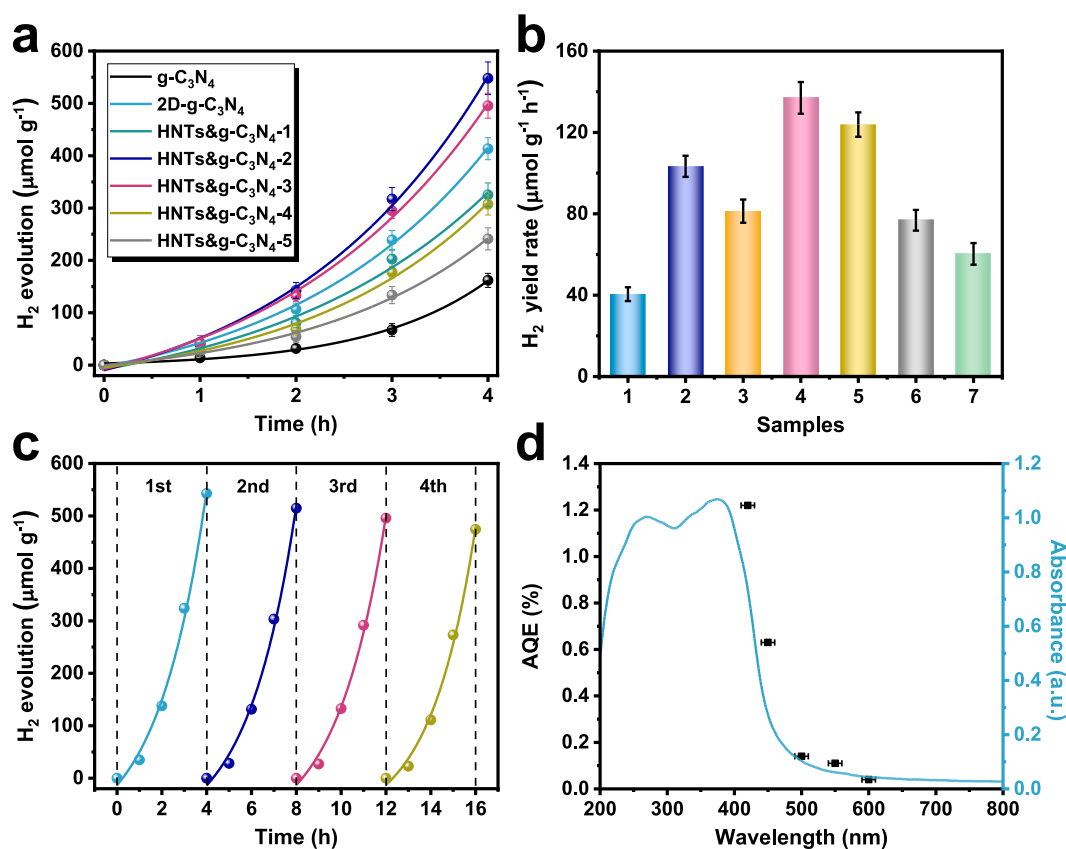 a
H₂ evolution (μmol g⁻¹)
600
500
400
300
200
100
0
g-C₃N₄
2D-g-C₃N₄
HNTs&g-C₃N₄-1
HNTs&g-C₃N₄-2
HNTs&g-C₃N₄-3
HNTs&g-C₃N₄-4
HNTs&g-C₃N₄-5
0 1 2 3 4
Time (h)
b
H₂ yield rate (μmol g⁻¹ h⁻¹)
160
120
80
40
0
1 2 3 4 5 6 7
Samples
c
H₂ evolution (μmol g⁻¹)
600
500
400
300
200
100
0
1st 2nd 3rd 4th
0 2 4 6 8 10 12 14 16
Time (h)
d
AQE (%)
1.4
1.2
1.0
0.8
0.6
0.4
0.2
0.0
1.2
1.0
0.8
0.6
0.4
0.2
0.0
Absorbance (a.u.)
200 300 400 500 600 700 800
Wavelength (nm)